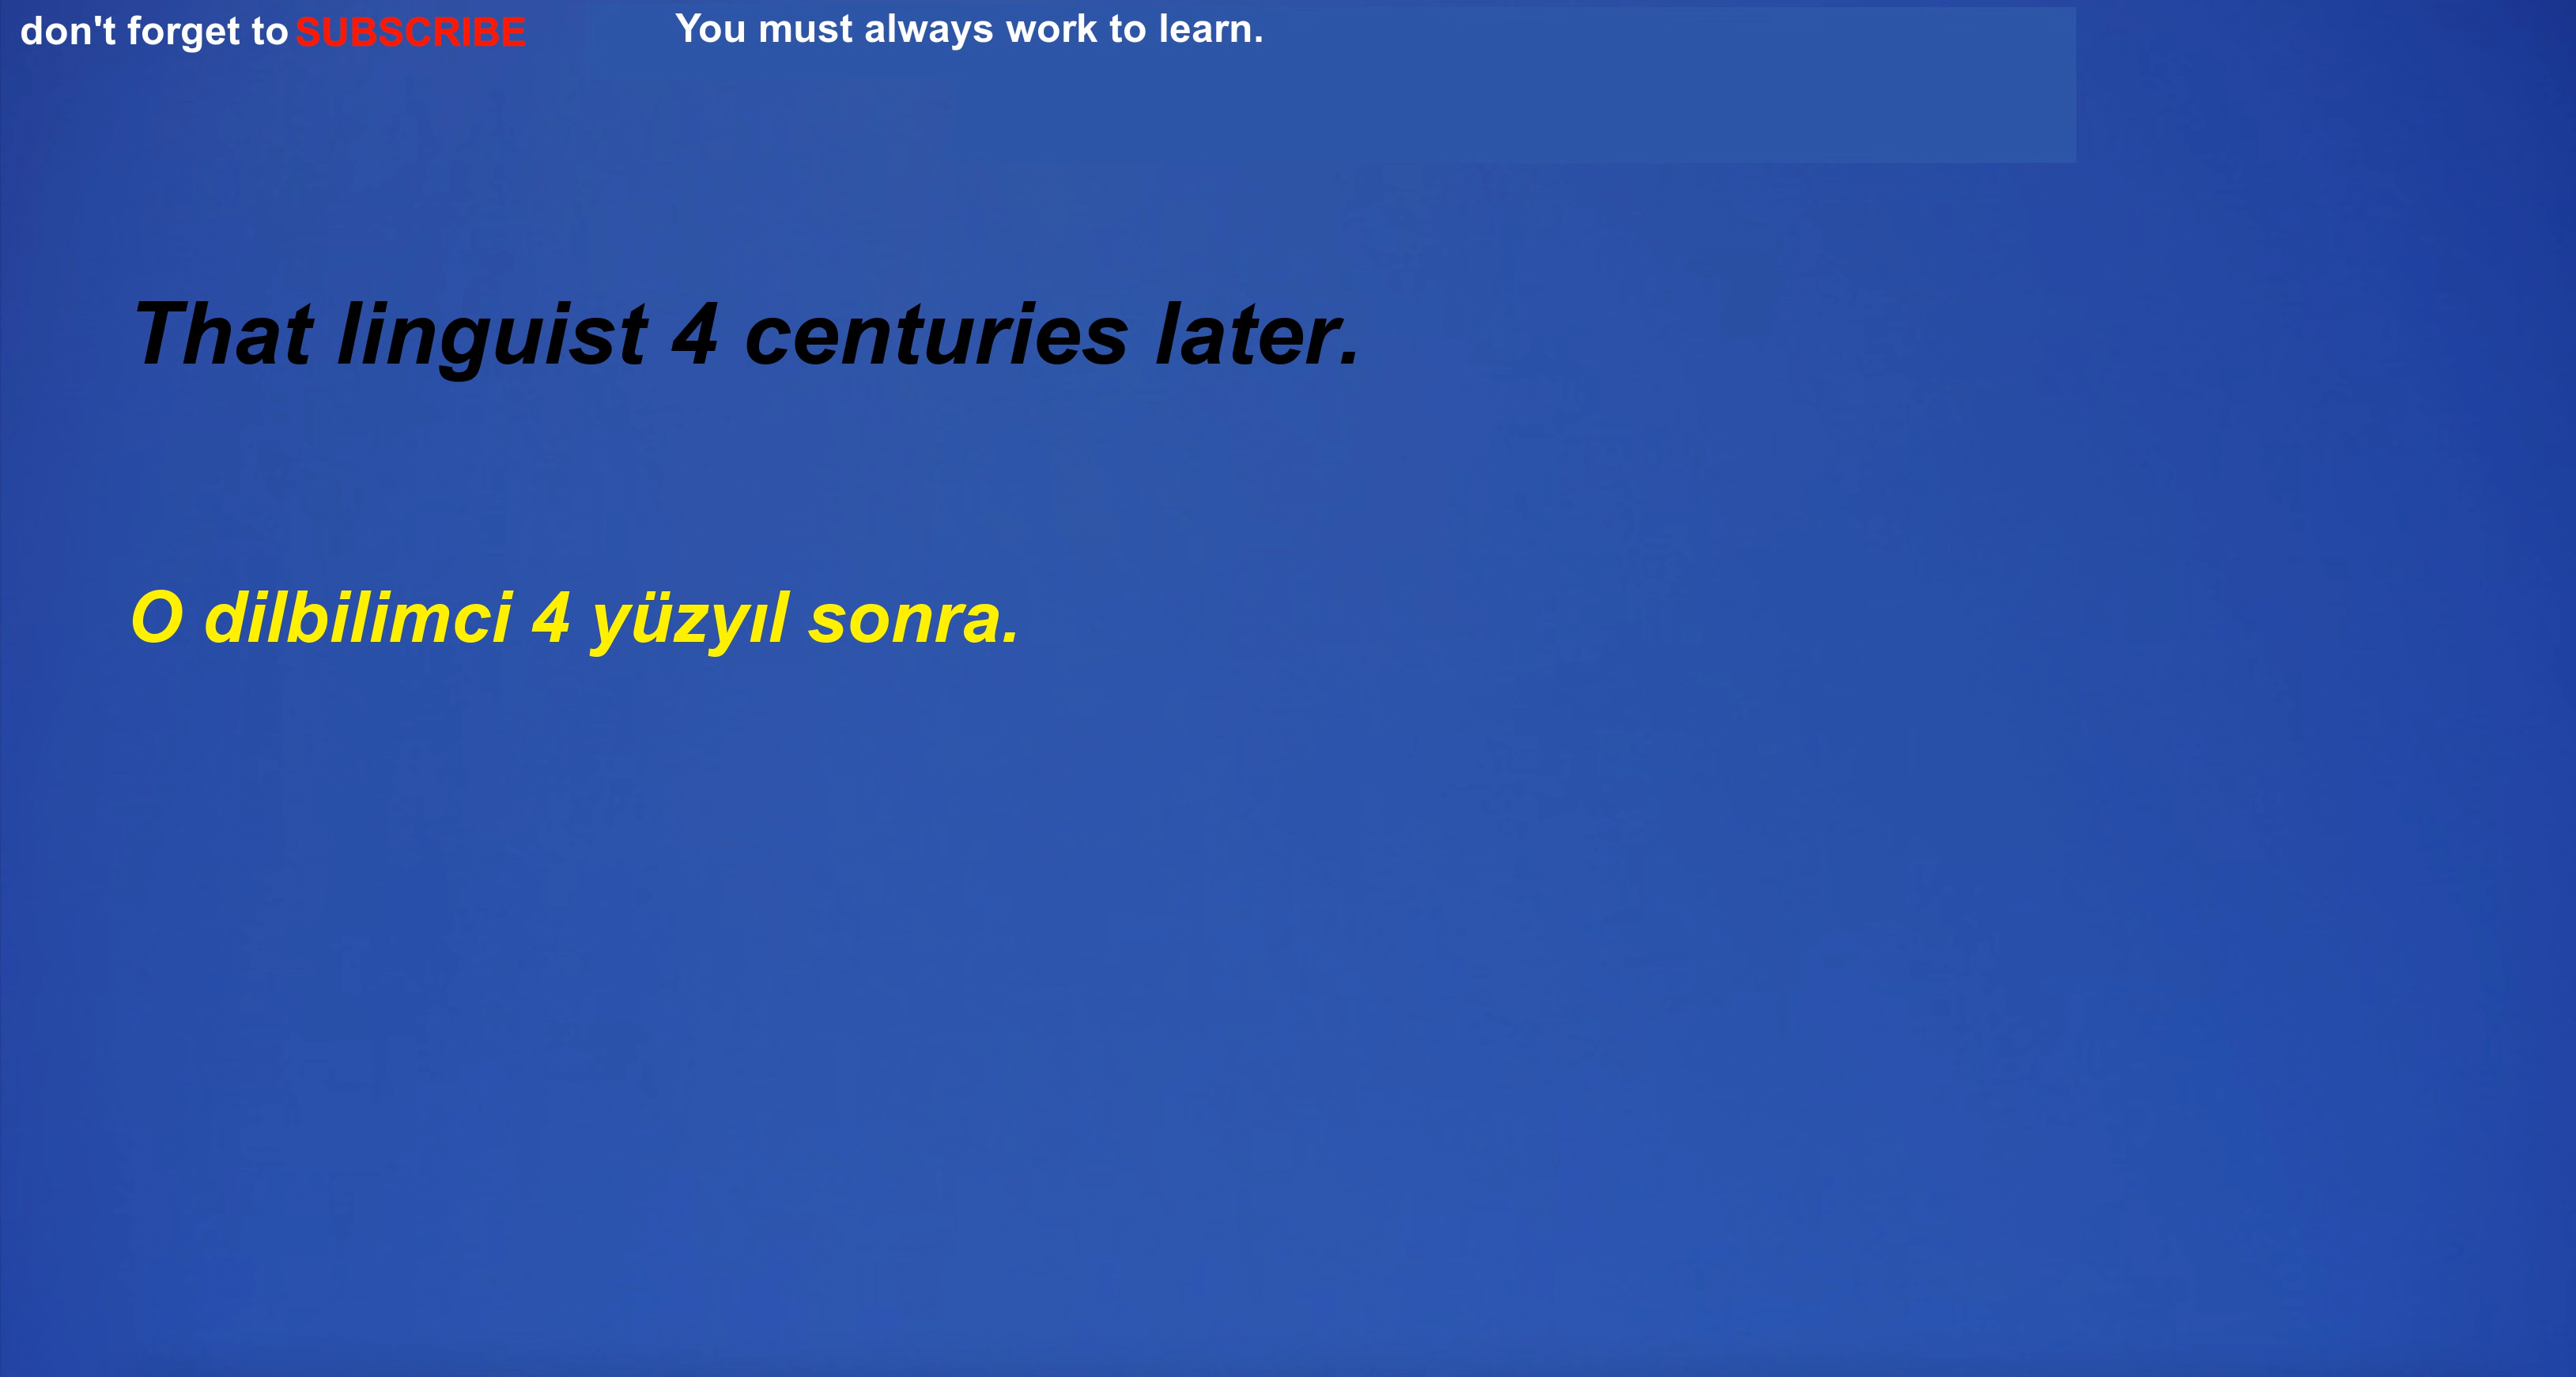 don't forget to SUBSCRIBE
You must always work to learn.
That linguist 4 centuries later.
O dilbilimci 4 yüzyıl sonra.